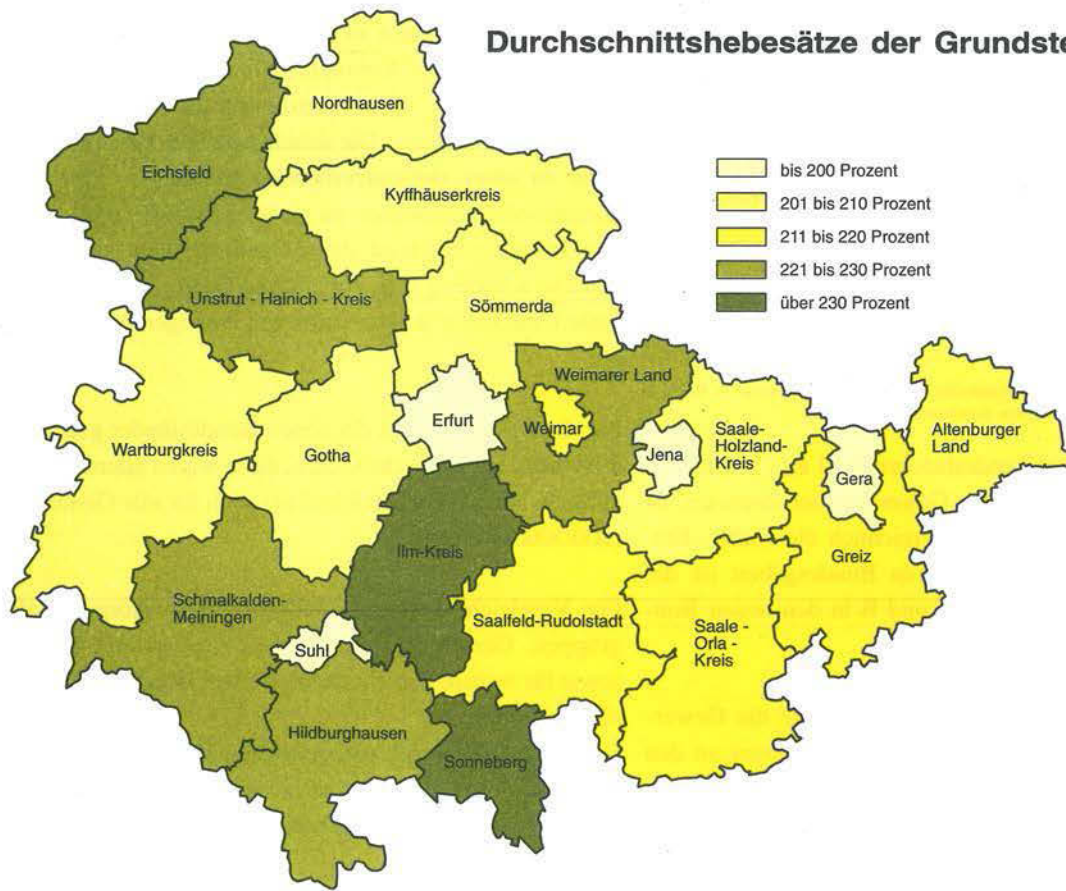 Durchschnittshebesätze der Grundste
Nordhausen
Eichsfeld
Kyffhäuserkreis
bis 200 Prozent
201 bis 210 Prozent
211 bis 220 Prozent
221 bis 230 Prozent
über 230 Prozent
Unstrut - Hainich - Kreis
Sömmerda
Weimarer Land
Wartburgkreis
Gotha
Erfurt
Weimar
Jena
Saale-
Holzland-
Kreis
Gera
Altenburger
Land
Ilm-Kreis
Greiz
Schmalkalden-
Meiningen
Suhl
Saalfeld-Rudolstadt
Saale -
Orla -
Kreis
Hildburghausen
Sonneberg